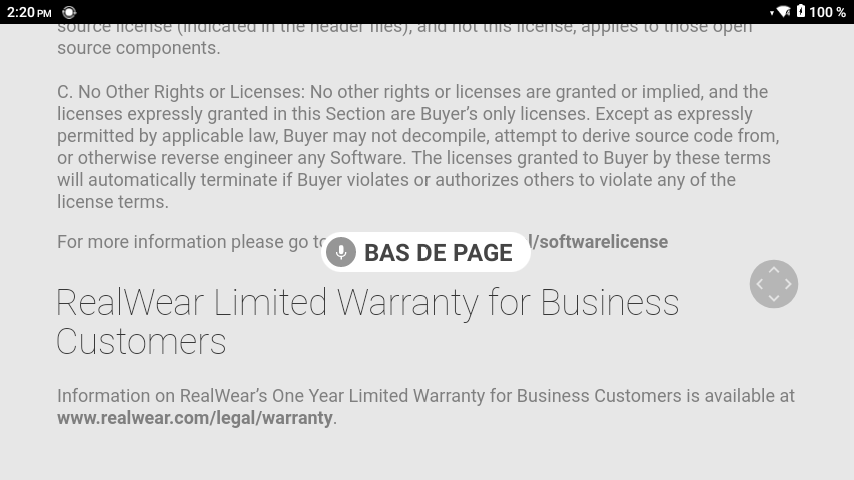 2:20 PM
100 %
source license (indicated in the header files), and not this license, applies to those open
source components.
C. No Other Rights or Licenses: No other rights or licenses are granted or implied, and the
licenses expressly granted in this Section are Buyer’s only licenses. Except as expressly
permitted by applicable law, Buyer may not decompile, attempt to derive source code from,
or otherwise reverse engineer any Software. The licenses granted to Buyer by these terms
will automatically terminate if Buyer violates or authorizes others to violate any of the
license terms.
For more information please go to l/softwarelicense
BAS DE PAGE
RealWear Limited Warranty for Business
Customers
Information on RealWear’s One Year Limited Warranty for Business Customers is available at
www.realwear.com/legal/warranty.